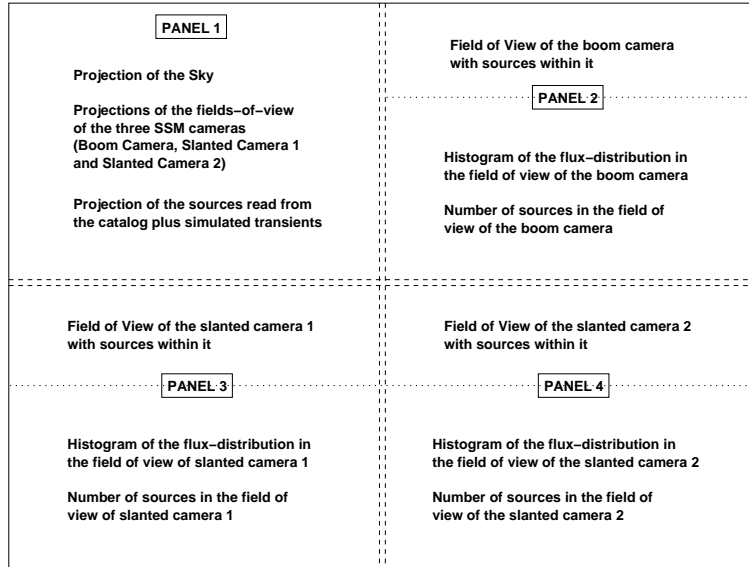 PANEL 1
Projection of the Sky
Projections of the fields−of−view
of the three SSM cameras
(Boom Camera, Slanted Camera 1
and Slanted Camera 2)
Projection of the sources read from
the catalog plus simulated transients
Field of View of the boom camera
with sources within it
PANEL 2
Histogram of the flux−distribution in
the field of view of the boom camera
Number of sources in the field of
view of the boom camera
Field of View of the slanted camera 1
with sources within it
PANEL 3
Histogram of the flux−distribution in
the field of view of slanted camera 1
Number of sources in the field of
view of slanted camera 1
Field of View of the slanted camera 2
with sources within it
PANEL 4
Histogram of the flux−distribution in
the field of view of the slanted camera 2
Number of sources in the field of
view of the slanted camera 2